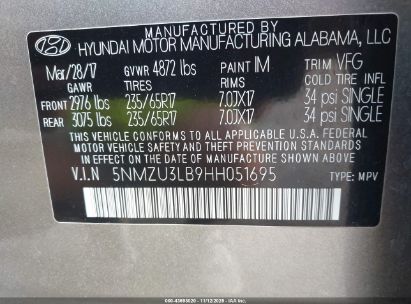 MANUFACTURED BY
HYUNDAI MOTOR MANUFACTURING ALABAMA, LLC
Mar/28/17 GVWR 4872 lbs PAINT IM TRIM VFG
GAWR TIRES RIMS COLD TIRE INFL
FRONT 2976 lbs 235/65R17 7.0JX17 34 psi SINGLE
REAR 3075 lbs 235/65R17 7.0JX17 34 psi SINGLE
THIS VEHICLE CONFORMS TO ALL APPLICABLE U.S.A. FEDERAL
MOTOR VEHICLE SAFETY AND THEFT PREVENTION STANDARDS
IN EFFECT ON THE DATE OF MANUFACTURE SHOWN ABOVE.
V.I.N 5NMZU3LB9HH051695 TYPE: MPV